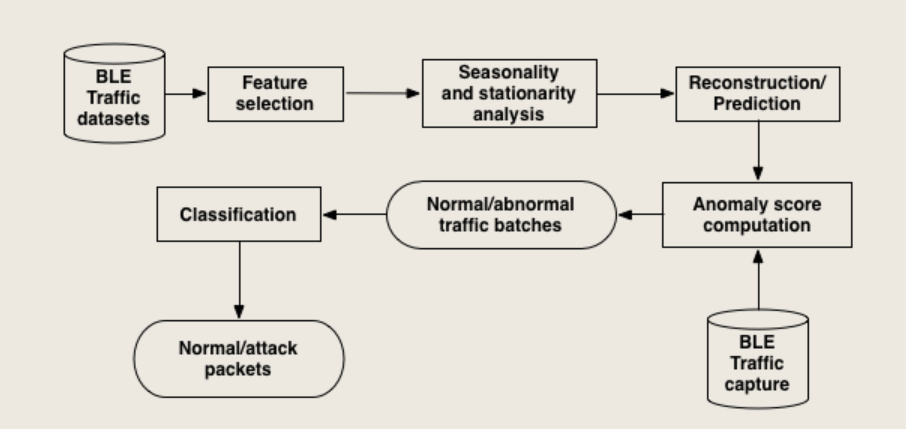 BLE
Traffic
datasets
Feature
selection
Seasonality
and stationarity
analysis
Reconstruction/
Prediction
Anomaly score
computation
Normal/abnormal
traffic batches
Classification
Normal/attack
packets
BLE
Traffic
capture